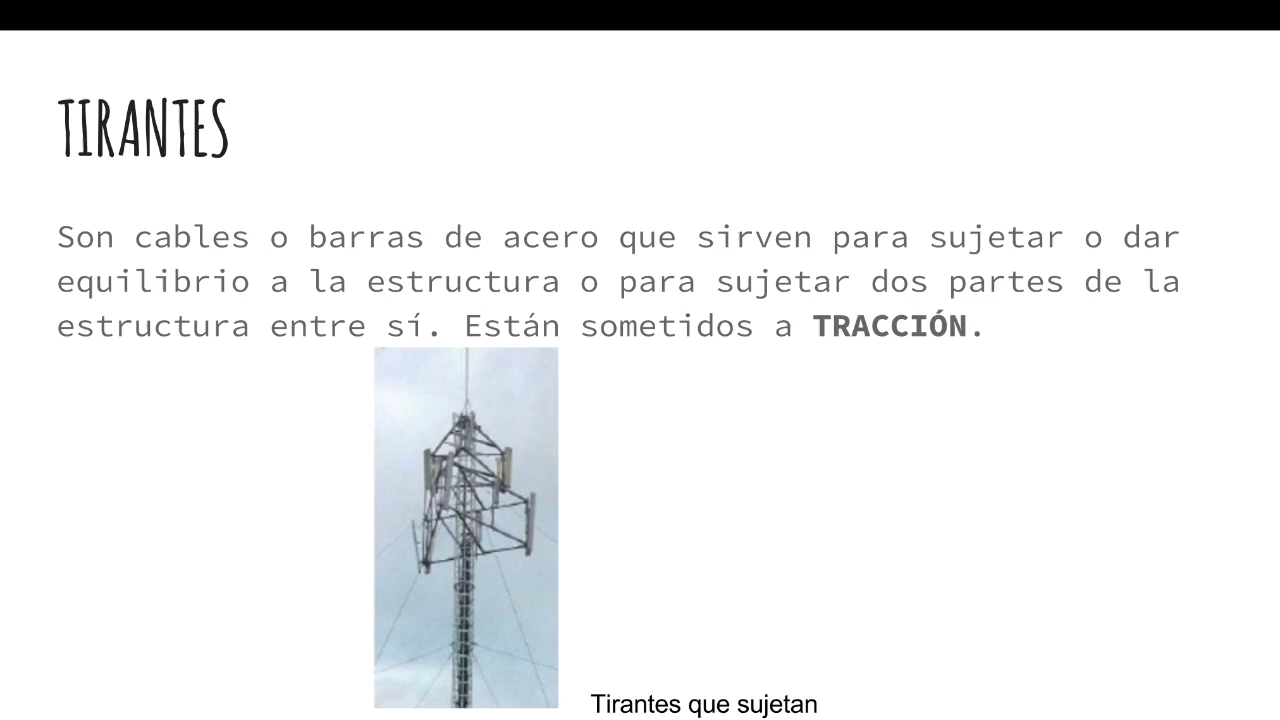 TIRANTES
Son cables o barras de acero que sirven para sujetar o dar
equilibrio a la estructura o para sujetar dos partes de la
estructura entre sí. Están sometidos a TRACCIÓN.
Tirantes que sujetan